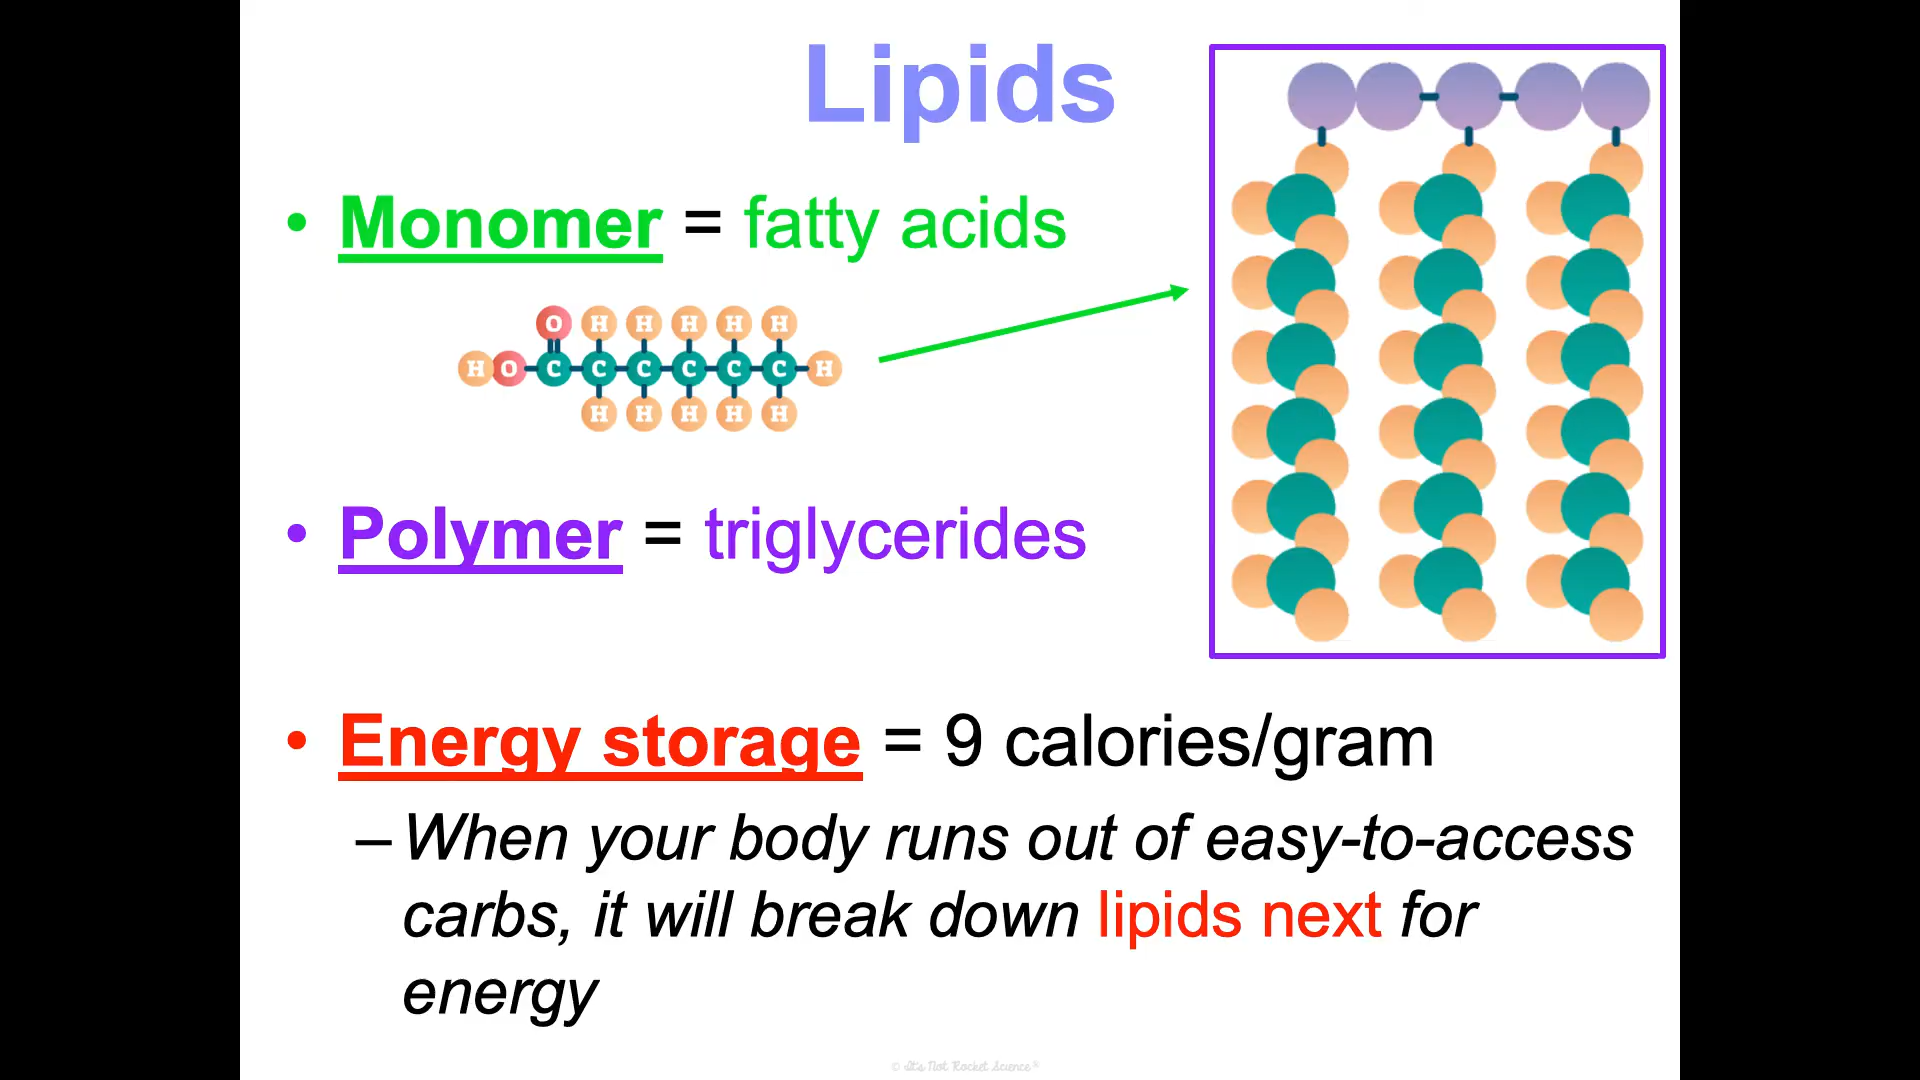 Lipids
• Monomer = fatty acids
O H H H H H
H O C C C C C C H
H H H H H
• Polymer = triglycerides
• Energy storage = 9 calories/gram
– When your body runs out of easy-to-access
carbs, it will break down lipids next for
energy
© It's Not Rocket Science®